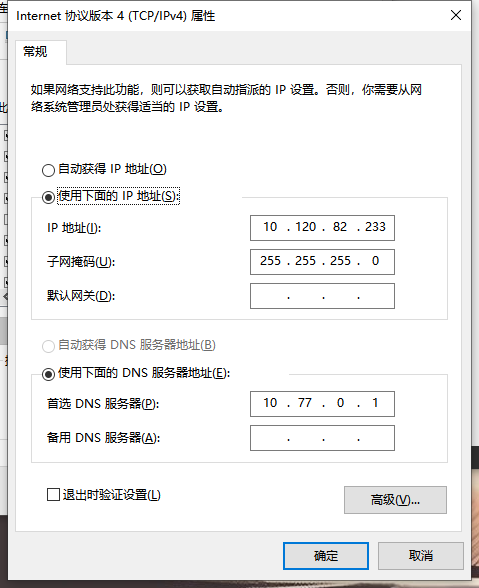 Internet 协议版本 4 (TCP/IPv4) 属性
常规
如果网络支持此功能，则可以获取自动指派的 IP 设置。否则，你需要从网
络系统管理员处获得适当的 IP 设置。
自动获得 IP 地址(O)
使用下面的 IP 地址(S):
IP 地址(I): 10 . 120 . 82 . 233
子网掩码(U): 255 . 255 . 255 . 0
默认网关(D): . . .
自动获得 DNS 服务器地址(B)
使用下面的 DNS 服务器地址(E):
首选 DNS 服务器(P): 10 . 77 . 0 . 1
备用 DNS 服务器(A): . . .
退出时验证设置(L)
高级(V)...
确定 取消